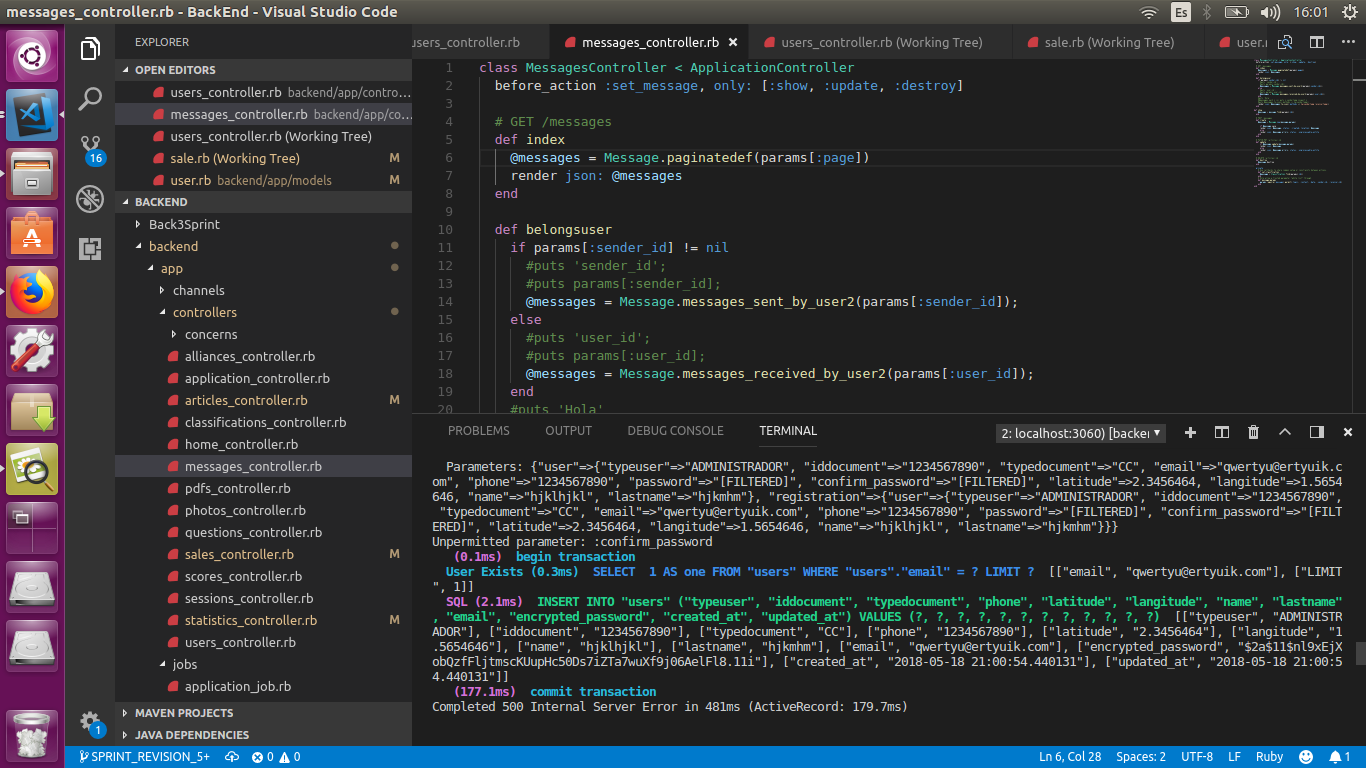 messages_controller.rb - BackEnd - Visual Studio Code
Es
16:01
EXPLORER
OPEN EDITORS
users_controller.rb backend/app/contro...
messages_controller.rb backend/app/co...
users_controller.rb (Working Tree)
sale.rb (Working Tree) M
user.rb backend/app/models M
BACKEND
Back3Sprint
backend
app
channels
controllers
concerns
alliances_controller.rb
application_controller.rb
articles_controller.rb M
classifications_controller.rb
home_controller.rb
messages_controller.rb
pdfs_controller.rb
photos_controller.rb
questions_controller.rb
sales_controller.rb M
scores_controller.rb
sessions_controller.rb
statistics_controller.rb M
users_controller.rb
jobs
application_job.rb
MAVEN PROJECTS
JAVA DEPENDENCIES
16
1
users_controller.rb
messages_controller.rb
users_controller.rb (Working Tree)
sale.rb (Working Tree)
user.r
1 class MessagesController < ApplicationController
2 before_action :set_message, only: [:show, :update, :destroy]
3
4 # GET /messages
5 def index
6 @messages = Message.paginatedef(params[:page])
7 render json: @messages
8 end
9
10 def belongsuser
11 if params[:sender_id] != nil
12 #puts 'sender_id';
13 #puts params[:sender_id];
14 @messages = Message.messages_sent_by_user2(params[:sender_id]);
15 else
16 #puts 'user_id';
17 #puts params[:user_id];
18 @messages = Message.messages_received_by_user2(params[:user_id]);
19 end
20 #puts 'Hola'
PROBLEMS OUTPUT DEBUG CONSOLE TERMINAL
2: localhost:3060) [backer
Parameters: {"user"=>{"typeuser"=>"ADMINISTRADOR", "iddocument"=>"1234567890", "typedocument"=>"CC", "email"=>"qwertyu@ertyuik.c
om", "phone"=>"1234567890", "password"=>"[FILTERED]", "confirm_password"=>"[FILTERED]", "latitude"=>2.3456464, "langitude"=>1.5654
646, "name"=>"hjklhjkl", "lastname"=>"hjkmhm"}, "registration"=>{"user"=>{"typeuser"=>"ADMINISTRADOR", "iddocument"=>"1234567890",
"typedocument"=>"CC", "email"=>"qwertyu@ertyuik.com", "phone"=>"1234567890", "password"=>"[FILTERED]", "confirm_password"=>"[FILT
ERED]", "latitude"=>2.3456464, "langitude"=>1.5654646, "name"=>"hjklhjkl", "lastname"=>"hjkmhm"}}}
Unpermitted parameter: :confirm_password
(0.1ms) begin transaction
User Exists (0.3ms) SELECT 1 AS one FROM "users" WHERE "users"."email" = ? LIMIT ? [["email", "qwertyu@ertyuik.com"], ["LIMIT
", 1]]
SQL (2.1ms) INSERT INTO "users" ("typeuser", "iddocument", "typedocument", "phone", "latitude", "langitude", "name", "lastname"
, "email", "encrypted_password", "created_at", "updated_at") VALUES (?, ?, ?, ?, ?, ?, ?, ?, ?, ?, ?, ?) [["typeuser", "ADMINISTR
ADOR"], ["iddocument", "1234567890"], ["typedocument", "CC"], ["phone", "1234567890"], ["latitude", "2.3456464"], ["langitude", "1
.5654646"], ["name", "hjklhjkl"], ["lastname", "hjkmhm"], ["email", "qwertyu@ertyuik.com"], ["encrypted_password", "$2a$11$nl9xEjX
obQzfFljtmscKUupHc50Ds7iZTa7wuXf9j06AelFl8.11i"], ["created_at", "2018-05-18 21:00:54.440131"], ["updated_at", "2018-05-18 21:00:5
4.440131"]]
(177.1ms) commit transaction
Completed 500 Internal Server Error in 481ms (ActiveRecord: 179.7ms)
SPRINT_REVISION_5+ 0 0 Ln 6, Col 28 Spaces: 2 UTF-8 LF Ruby 1